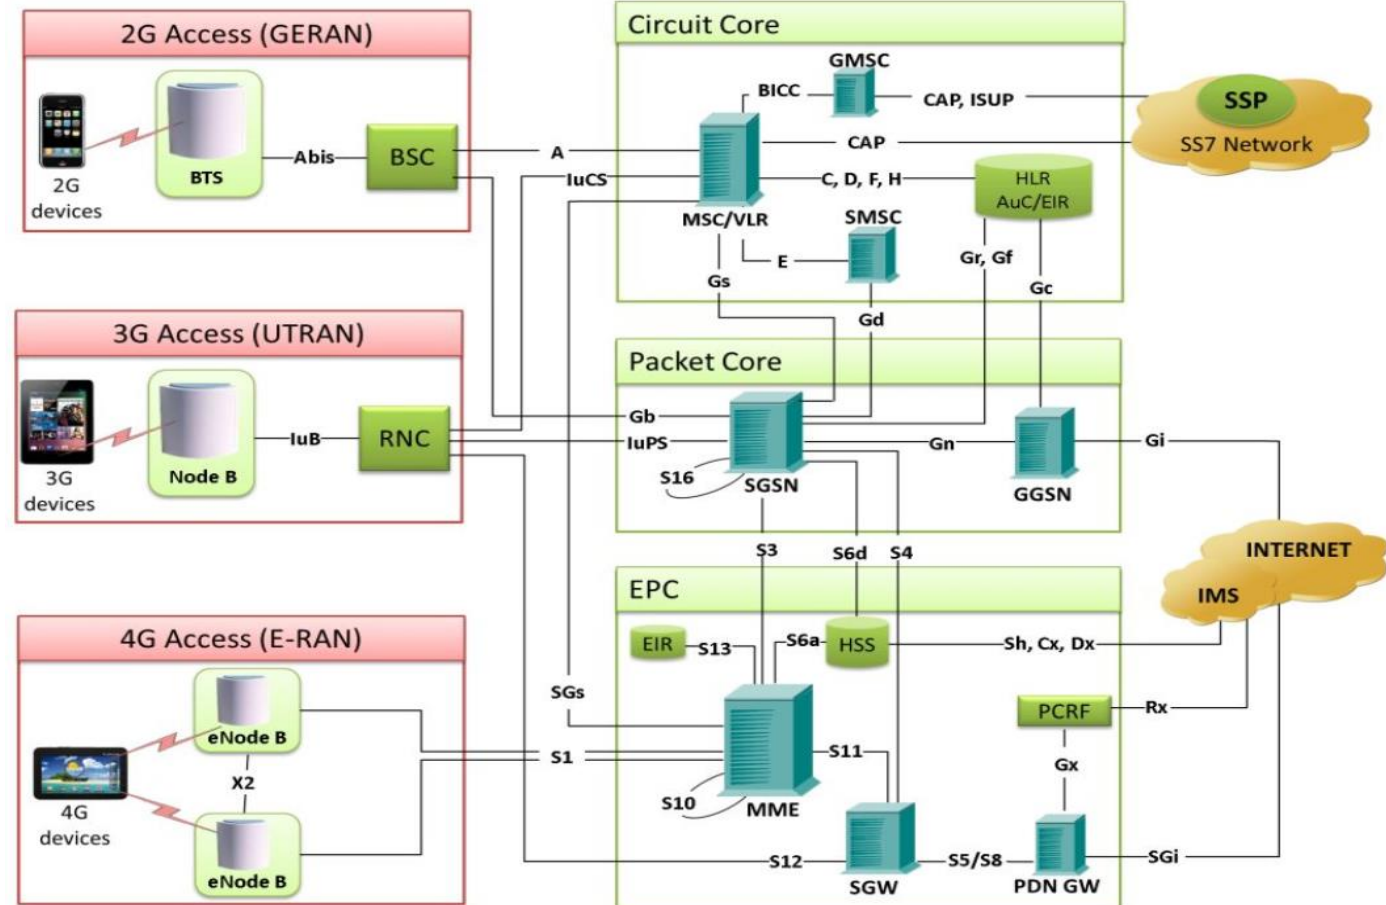 2G Access (GERAN)
2G
devices
BTS
Abis
BSC
A
IuCS
Circuit Core
GMSC
BICC
CAP, ISUP
SSP
SS7 Network
CAP
C, D, F, H
HLR
AuC/EIR
MSC/VLR
SMSC
E
Gs
Gr, Gf
Gc
Gd
3G Access (UTRAN)
3G
devices
Node B
IuB
RNC
Packet Core
Gb
IuPS
S16
SGSN
Gn
GGSN
Gi
S3
S6d
S4
INTERNET
IMS
4G Access (E-RAN)
4G
devices
eNode B
X2
eNode B
SGs
S1
EPC
EIR
S13
S6a
HSS
Sh, Cx, Dx
PCRF
Rx
Gx
S11
S10
MME
S12
SGW
S5/S8
PDN GW
SGi